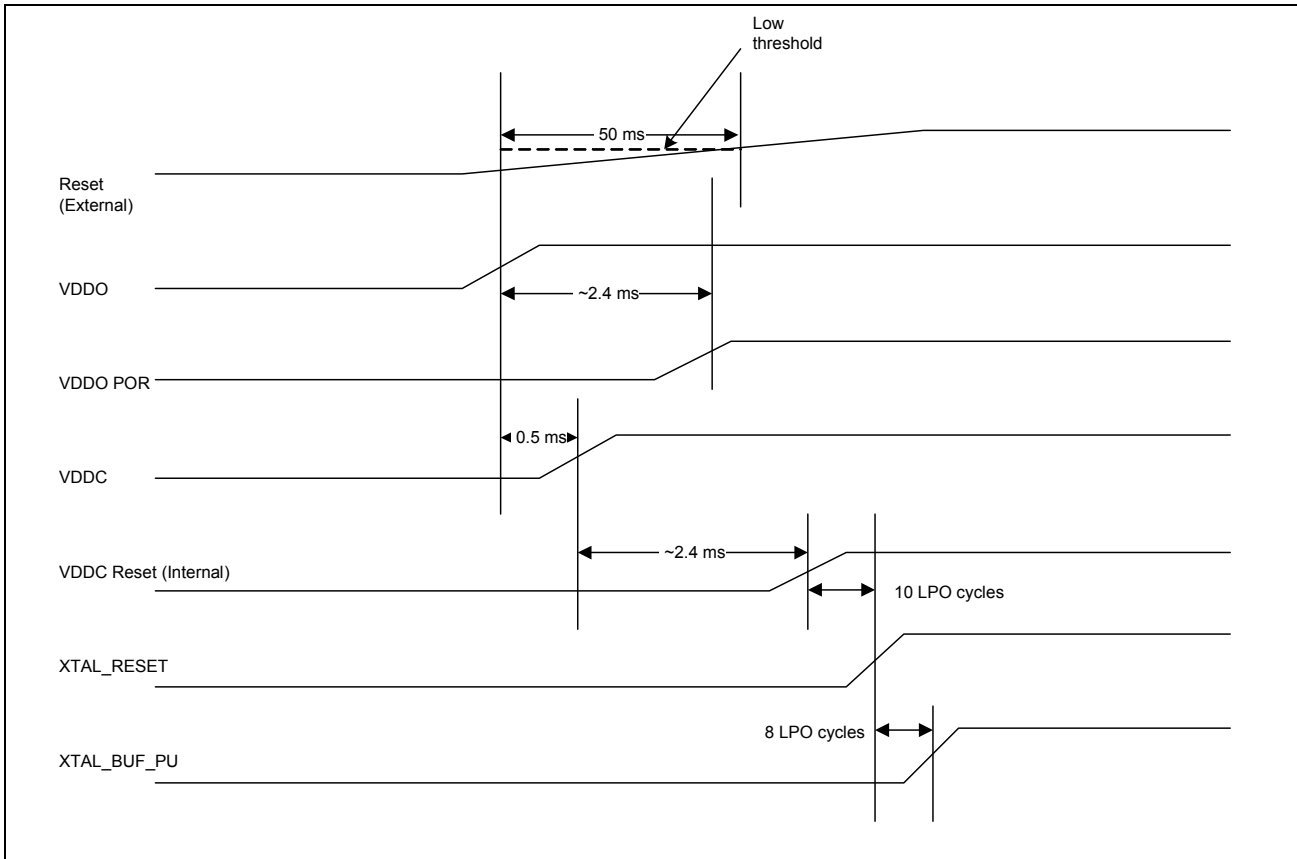 Low
threshold
50 ms
Reset
(External)
VDDO
~2.4 ms
VDDO POR
0.5 ms
VDDC
~2.4 ms
VDDC Reset (Internal)
10 LPO cycles
XTAL_RESET
8 LPO cycles
XTAL_BUF_PU